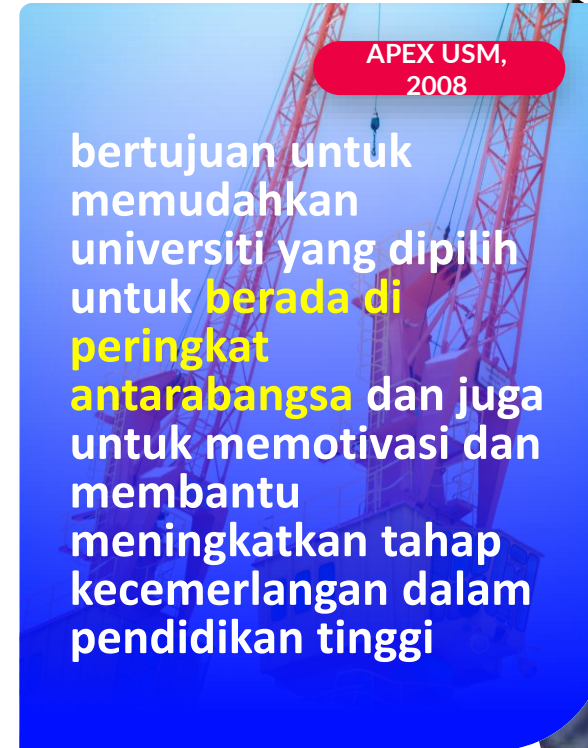 APEX USM,
2008
bertujuan untuk
memudahkan
universiti yang dipilih
untuk berada di
peringkat
antarabangsa dan juga
untuk memotivasi dan
membantu
meningkatkan tahap
kecemerlangan dalam
pendidikan tinggi